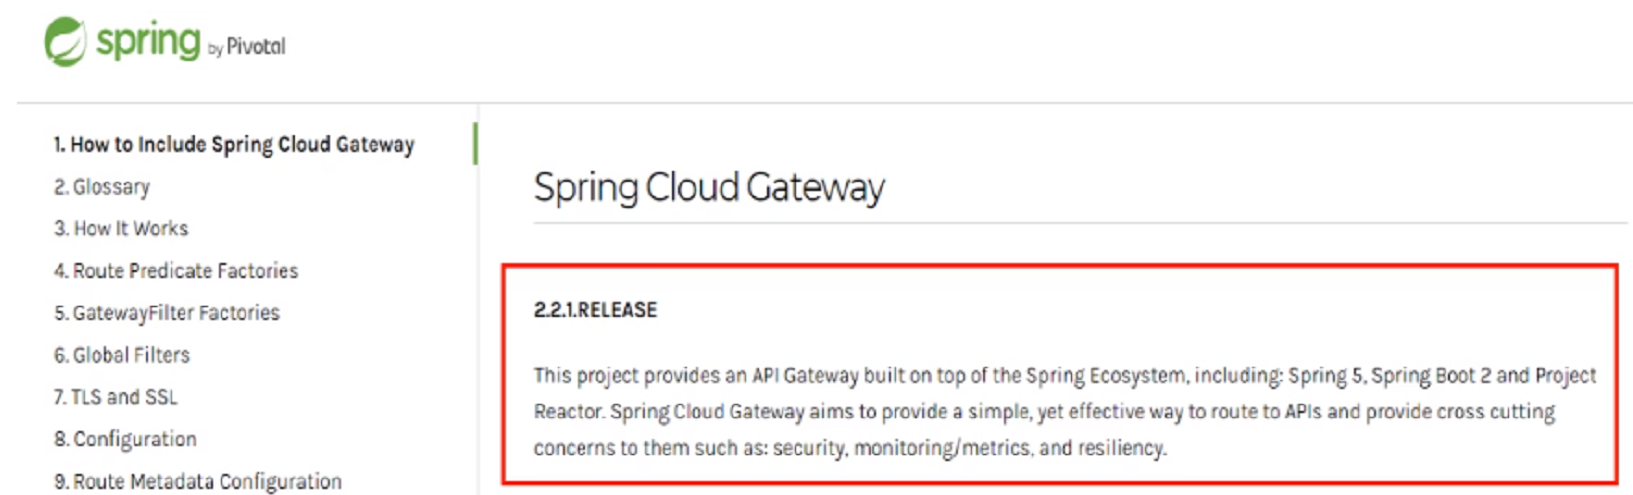 spring by Pivotal
1. How to Include Spring Cloud Gateway
2. Glossary
3. How It Works
4. Route Predicate Factories
5. GatewayFilter Factories
6. Global Filters
7. TLS and SSL
8. Configuration
9. Route Metadata Configuration
Spring Cloud Gateway
2.2.1.RELEASE
This project provides an API Gateway built on top of the Spring Ecosystem, including: Spring 5, Spring Boot 2 and Project
Reactor. Spring Cloud Gateway aims to provide a simple, yet effective way to route to APIs and provide cross cutting
concerns to them such as: security, monitoring/metrics, and resiliency.